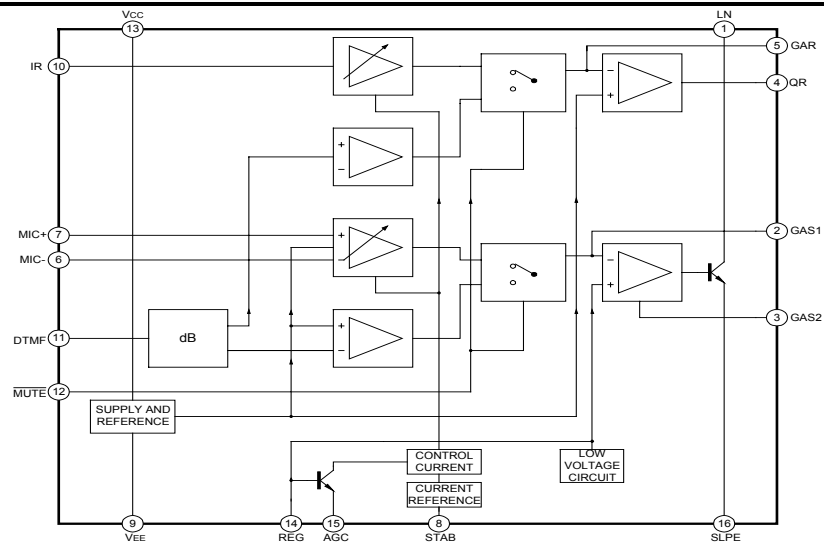 VCC
13
LN
1
IR 10
5 GAR
4 QR
MIC+ 7
MIC- 6
2 GAS1
3 GAS2
DTMF 11
dB
MUTE 12
SUPPLY AND
REFERENCE
CONTROL
CURRENT
LOW
VOLTAGE
CIRCUIT
CURRENT
REFERENCE
9
VEE
14
REG
15
AGC
8
STAB
16
SLPE
+
-
+
-
+
-
-
+
-
+